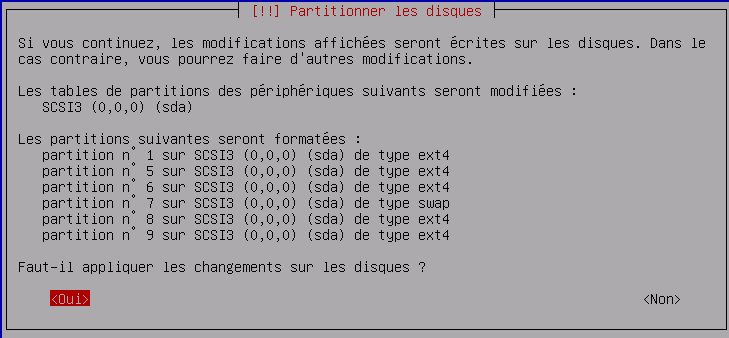 [!!] Partitionner les disques
Si vous continuez, les modifications affichées seront écrites sur les disques. Dans le
cas contraire, vous pourrez faire d'autres modifications.
Les tables de partitions des périphériques suivants seront modifiées :
SCSI3 (0,0,0) (sda)
Les partitions suivantes seront formatées :
partition n° 1 sur SCSI3 (0,0,0) (sda) de type ext4
partition n° 5 sur SCSI3 (0,0,0) (sda) de type ext4
partition n° 6 sur SCSI3 (0,0,0) (sda) de type ext4
partition n° 7 sur SCSI3 (0,0,0) (sda) de type swap
partition n° 8 sur SCSI3 (0,0,0) (sda) de type ext4
partition n° 9 sur SCSI3 (0,0,0) (sda) de type ext4
Faut-il appliquer les changements sur les disques ?
<Oui> <Non>